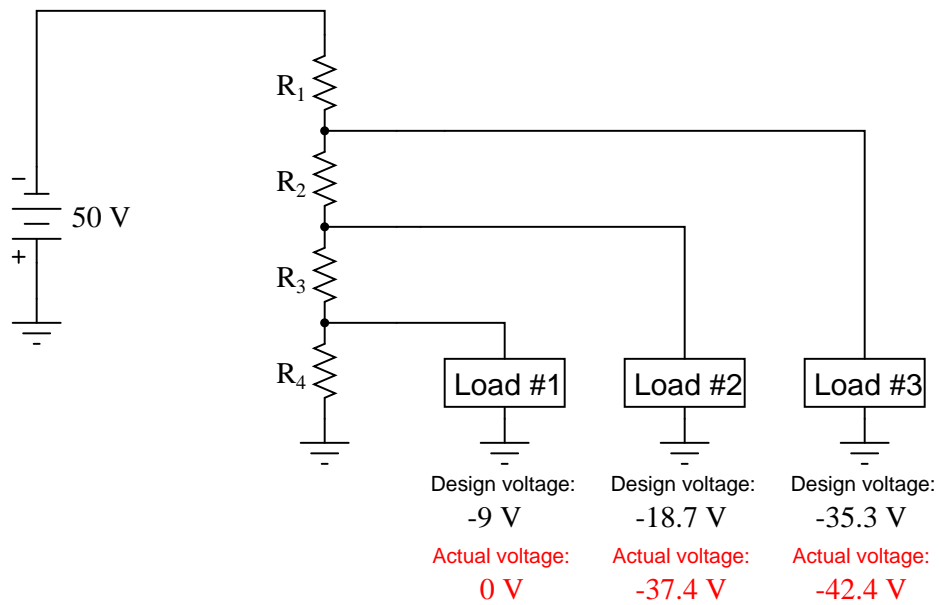 R1
R2
-
50 V
+
R3
R4
Load #1 Load #2 Load #3
Design voltage: Design voltage: Design voltage:
-9 V -18.7 V -35.3 V
Actual voltage: Actual voltage: Actual voltage:
0 V -37.4 V -42.4 V